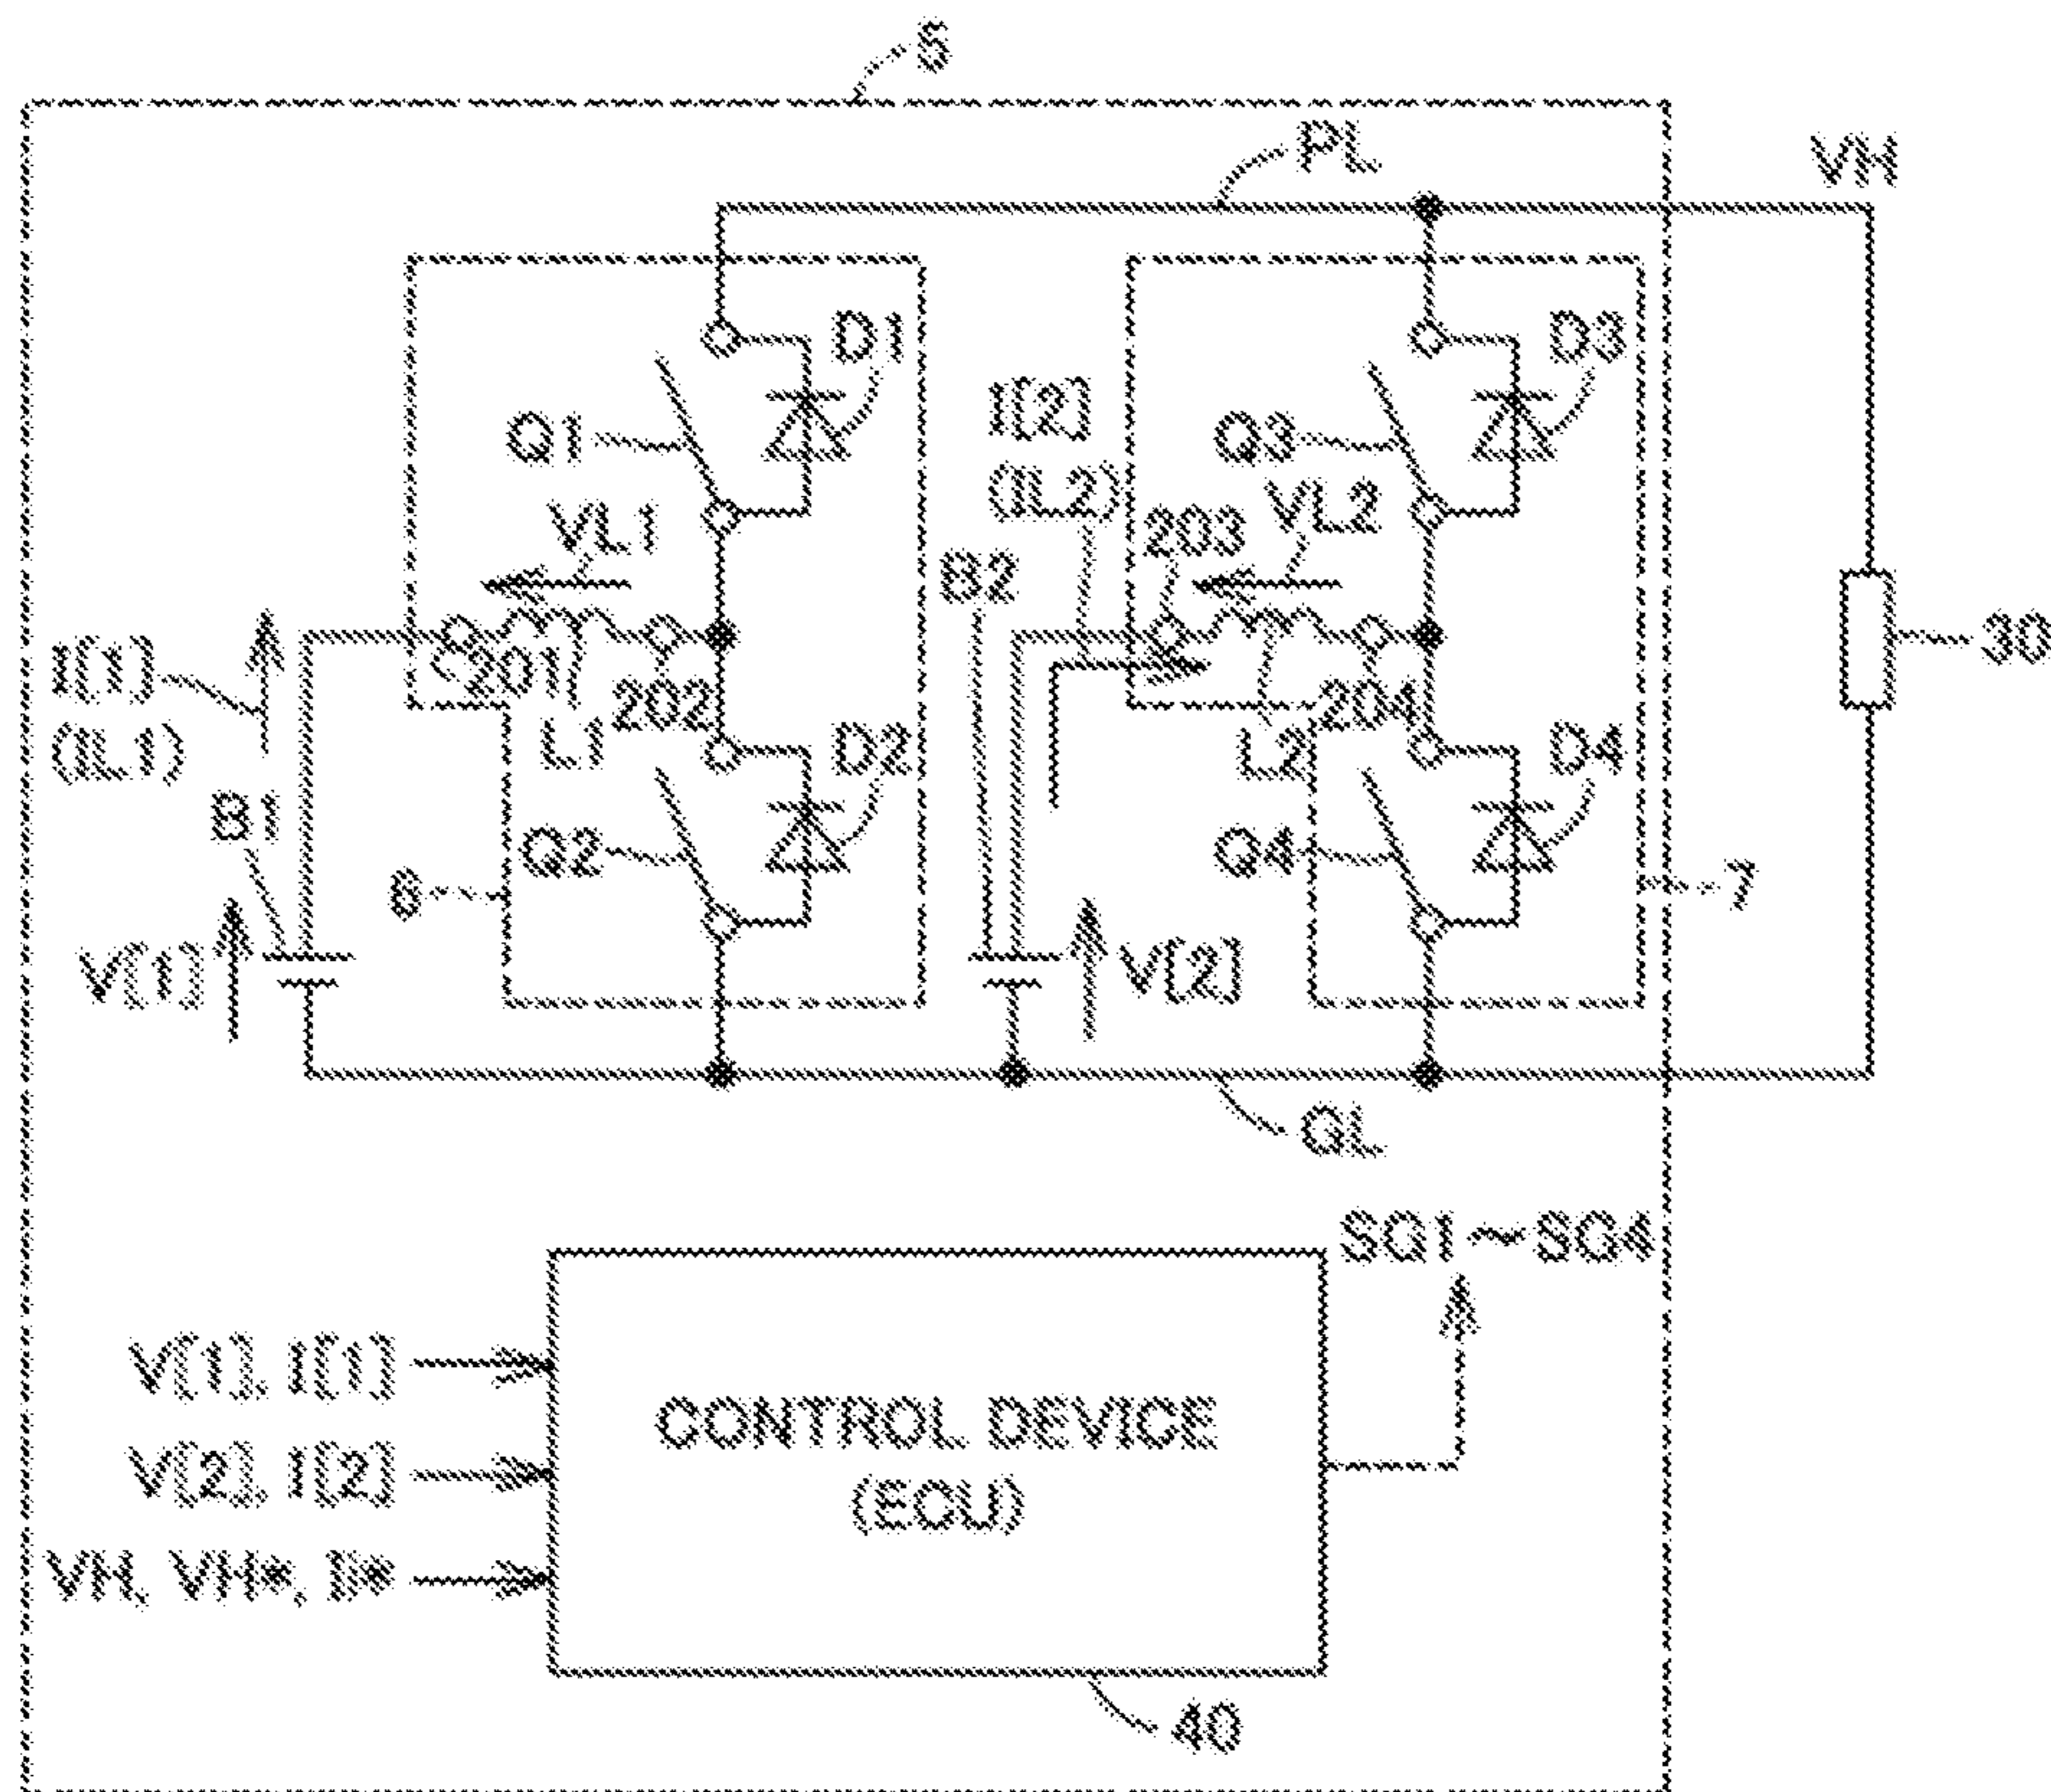 5
PL
VH
D1
D3
I[2]
(IL2)
Q1
Q3
VL1
VL2
203
B2
I[1]
(IL1)
201
202
204
30
L1
L2
D2
D4
B1
Q2
Q4
6
7
V[1]
V[2]
GL
SG1~SG4
V[1], I[1]
V[2], I[2]
VH, VH*, I*
CONTROL DEVICE
(ECU)
40